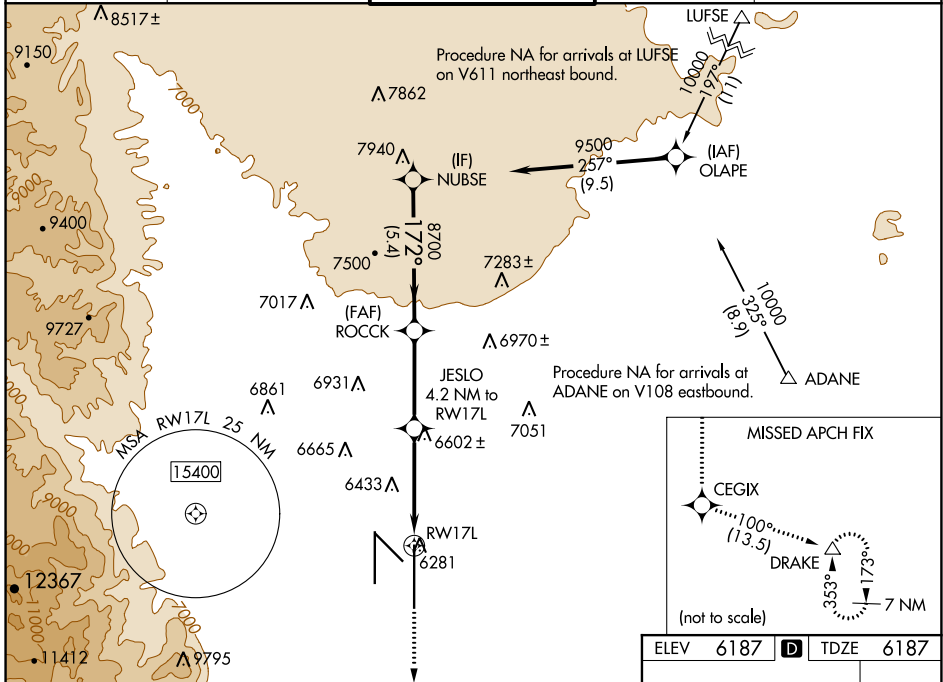 8517±
LUFSE
9150
Procedure NA for arrivals at LUFSE
on V611 northeast bound.
10000
197°
(11)
7000
7862
7940
(IF)
NUBSE
9500
257°
(9.5)
(IAF)
OLAPE
9000
9400
8700
172°
(5.4)
7500
7283±
7017
(FAF)
ROCCK
10000
325°
(8.9)
9727
6970±
JESLO
4.2 NM to
RW17L
Procedure NA for arrivals at
ADANE on V108 eastbound.
ADANE
6861
6931
7051
MSA RW17L 25 NM
6665
6602±
MISSED APCH FIX
15400
6433
CEGIX
9000
100°
(13.5)
RW17L
6281
DRAKE
12367
353°
173°
7 NM
11000
7000
(not to scale)
11412
9795
ELEV 6187 D TDZE 6187